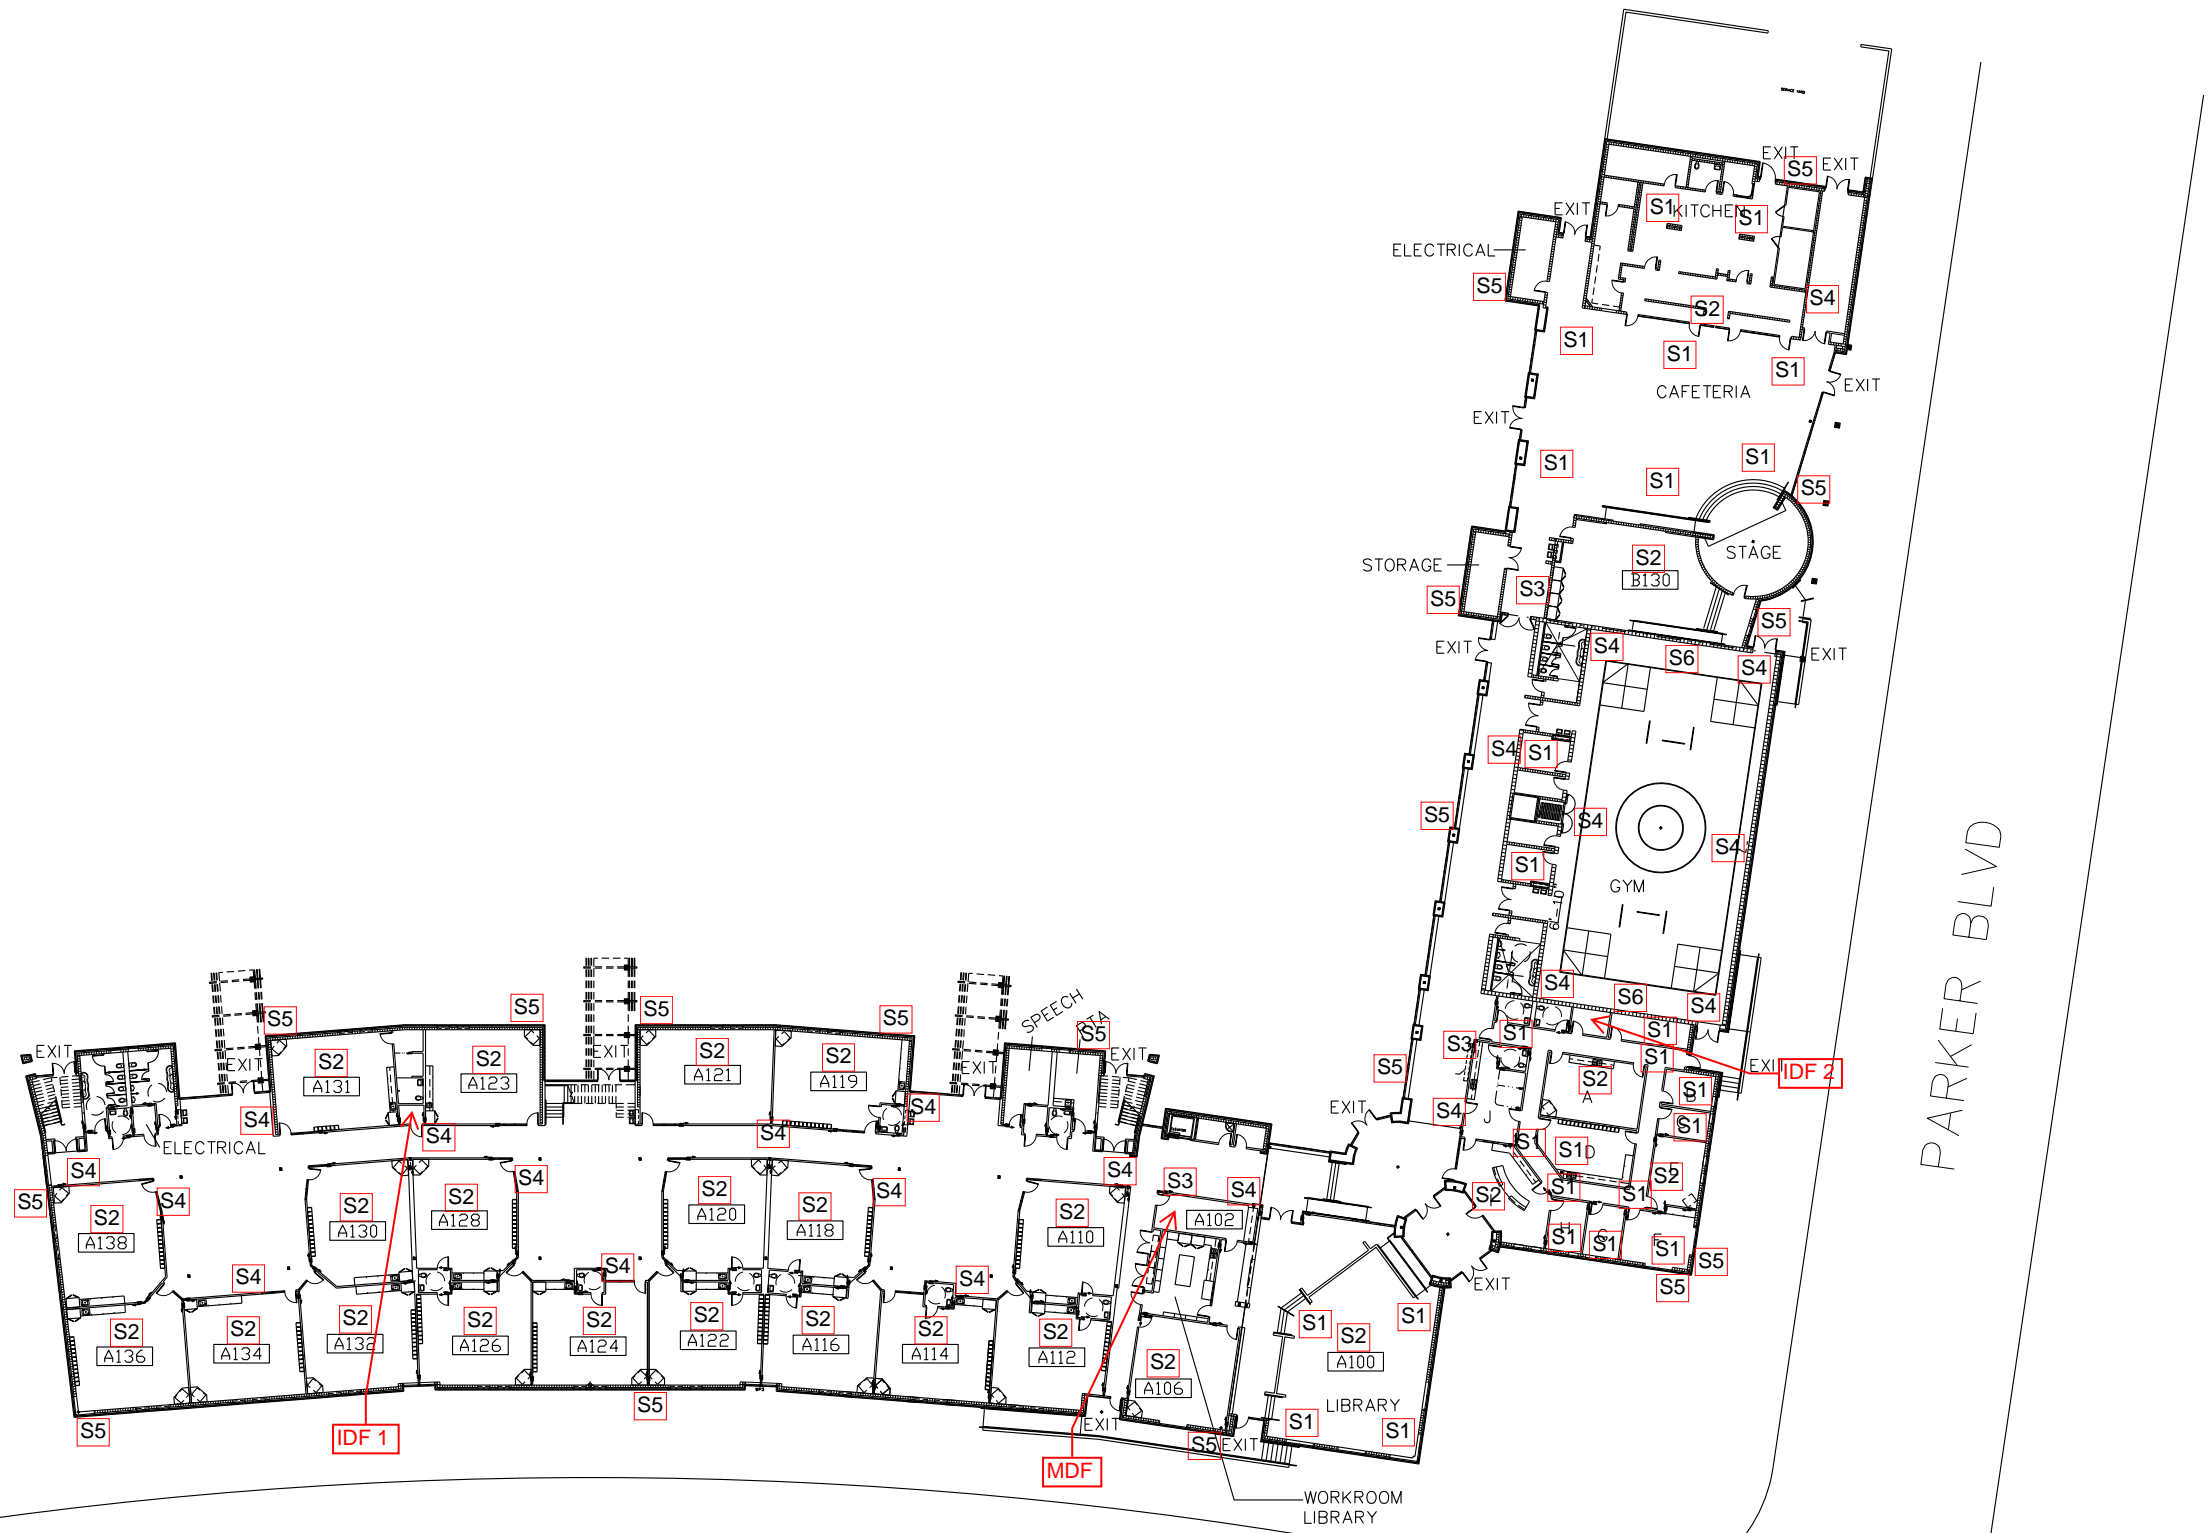 SERVICE YARD
EXIT
S5
EXIT
S1
KITCHEN
S1
EXIT
ELECTRICAL
S5
S4
S2
S1
S1
S1
EXIT
CAFETERIA
EXIT
S1
S1
S1
S5
STAGE
S2
B130
STORAGE
S3
S5
S5
EXIT
S4
S6
S4
EXIT
S4
S1
S5
S4
S4
S1
GYM
PARKER BLVD
S4
S6
S4
S1
S1
S3
S1
S5
EXIT
IDF 2
S2
A
S1
B
S4
J
S1
C
S1
S1
D
S2
E
S1
S1
S2
I
S1
H
S1
G
S1
F
S5
S5
EXIT
EXIT
SPEECH
OTA
S5
EXIT
S5
S5
S5
S5
EXIT
EXIT
EXIT
EXIT
S2
A131
S2
A123
S2
A121
S2
A119
S4
S4
S4
S4
ELECTRICAL
S4
S4
S5
S4
S4
S4
S3
S4
S2
A138
S2
A130
S2
A128
S2
A120
S2
A118
S2
A110
A102
S4
S4
S4
S2
A136
S2
A134
S2
A132
S2
A126
S2
A124
S2
A122
S2
A116
S2
A114
S2
A112
S2
A106
S1
S1
S2
A100
LIBRARY
S1
S1
S5
S5
EXIT
S5
EXIT
IDF 1
MDF
WORKROOM
LIBRARY